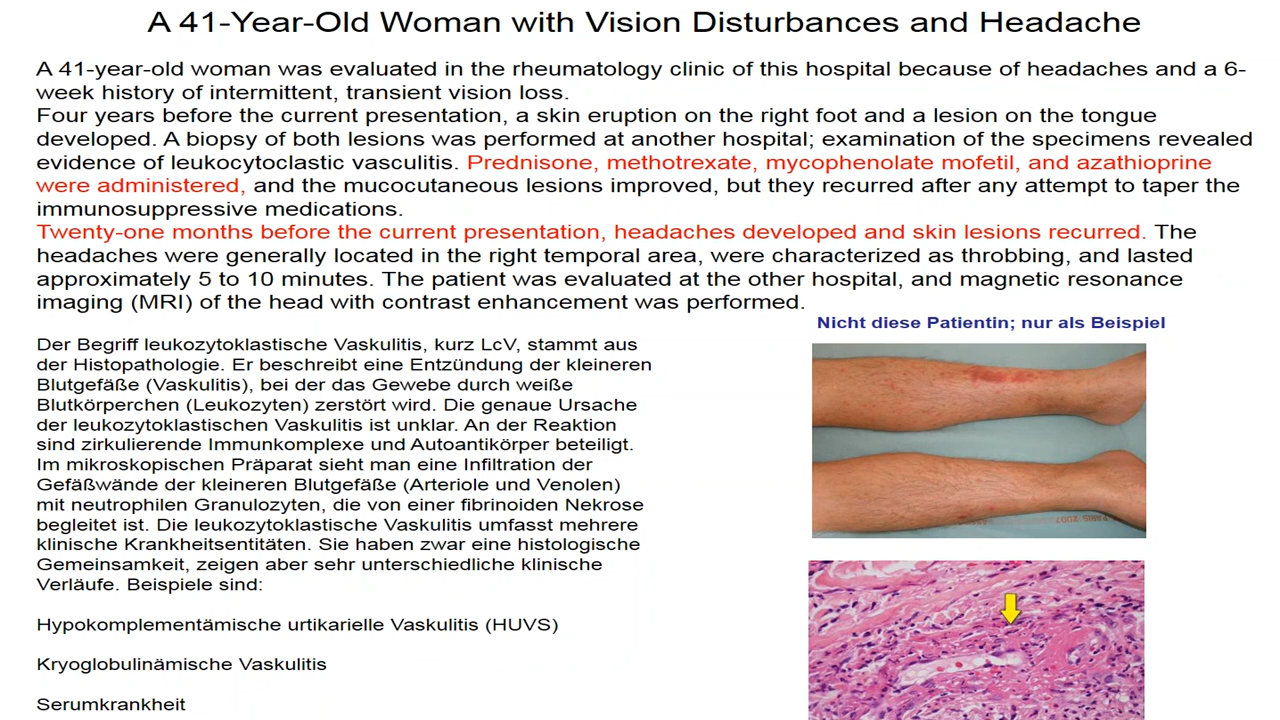 A 41-Year-Old Woman with Vision Disturbances and Headache
A 41-year-old woman was evaluated in the rheumatology clinic of this hospital because of headaches and a 6-
week history of intermittent, transient vision loss.
Four years before the current presentation, a skin eruption on the right foot and a lesion on the tongue
developed. A biopsy of both lesions was performed at another hospital; examination of the specimens revealed
evidence of leukocytoclastic vasculitis. Prednisone, methotrexate, mycophenolate mofetil, and azathioprine
were administered, and the mucocutaneous lesions improved, but they recurred after any attempt to taper the
immunosuppressive medications.
Twenty-one months before the current presentation, headaches developed and skin lesions recurred. The
headaches were generally located in the right temporal area, were characterized as throbbing, and lasted
approximately 5 to 10 minutes. The patient was evaluated at the other hospital, and magnetic resonance
imaging (MRI) of the head with contrast enhancement was performed.
Nicht diese Patientin; nur als Beispiel
Der Begriff leukozytoklastische Vaskulitis, kurz LcV, stammt aus
der Histopathologie. Er beschreibt eine Entzündung der kleineren
Blutgefäße (Vaskulitis), bei der das Gewebe durch weiße
Blutkörperchen (Leukozyten) zerstört wird. Die genaue Ursache
der leukozytoklastischen Vaskulitis ist unklar. An der Reaktion
sind zirkulierende Immunkomplexe und Autoantikörper beteiligt.
Im mikroskopischen Präparat sieht man eine Infiltration der
Gefäßwände der kleineren Blutgefäße (Arteriole und Venolen)
mit neutrophilen Granulozyten, die von einer fibrinoiden Nekrose
begleitet ist. Die leukozytoklastische Vaskulitis umfasst mehrere
klinische Krankheitsentitäten. Sie haben zwar eine histologische
Gemeinsamkeit, zeigen aber sehr unterschiedliche klinische
Verläufe. Beispiele sind:
Hypokomplementämische urtikarielle Vaskulitis (HUVS)
Kryoglobulinämische Vaskulitis
Serumkrankheit